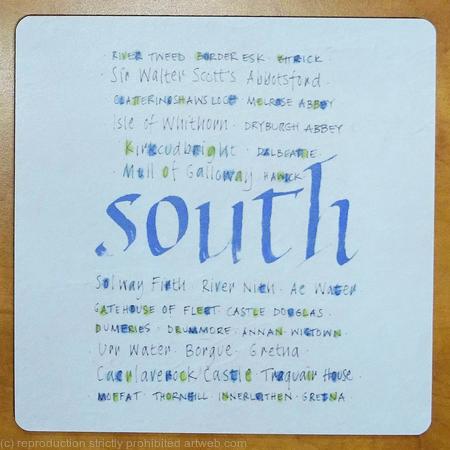 RIVER TWEED · BORDER ESK · ETTRICK
· Sir Walter Scott's Abbotsford ·
CLATTERINGSHAWS LOCH · MELROSE ABBEY
Isle of Whithorn · DRYBURGH ABBEY
· Kirkcudbright · DALBEATTIE ·
· Mull of Galloway · HAWICK
south
Solway Firth · River Nith · Ae Water
GATEHOUSE OF FLEET · CASTLE DOUGLAS ·
DUMFRIES · DRUMMORE · ANNAN · WIGTOWN ·
Urr Water · Borgue · Gretna ·
Caerlaverock Castle · Traquair House ·
MOFFAT · THORNHILL · INNERLEITHEN · GRETNA ·
(c) reproduction strictly prohibited artweb.com